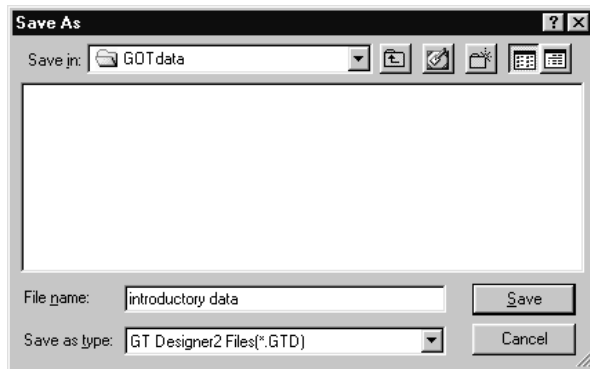 Save As
Save in: GOTdata
File name: introductory data Save
Save as type: GT Designer2 Files(*.GTD) Cancel